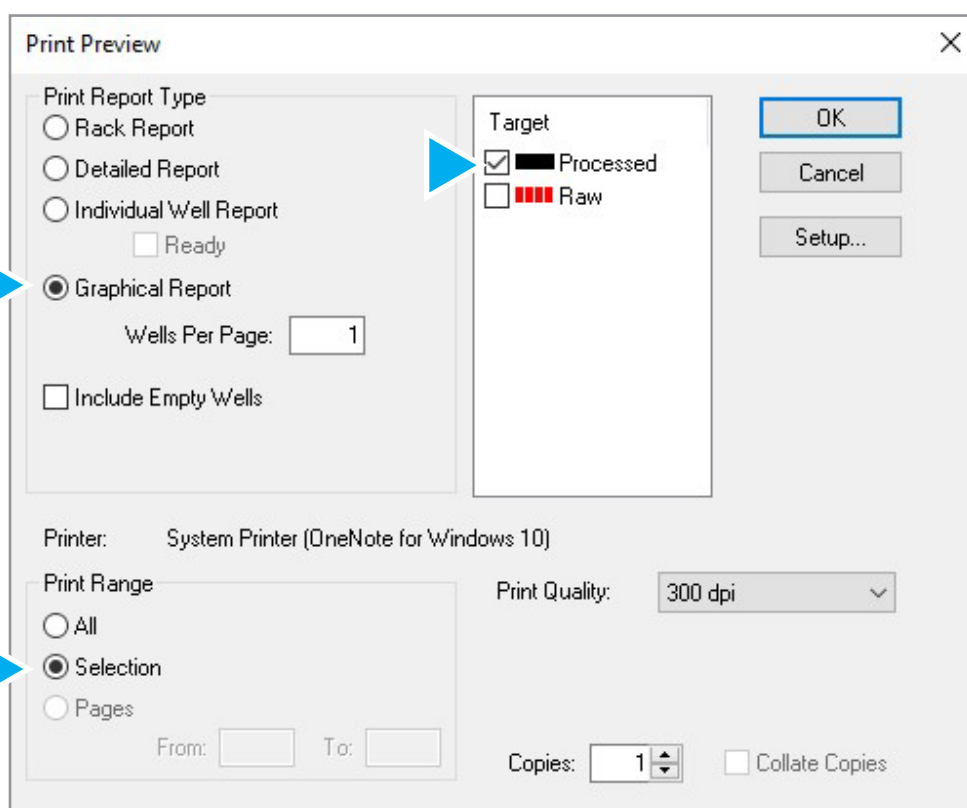 Print Preview
Print Report Type
Rack Report
Detailed Report
Individual Well Report
Ready
Graphical Report
Wells Per Page: 1
Include Empty Wells
Target
Processed
Raw
OK
Cancel
Setup...
Printer: System Printer (OneNote for Windows 10)
Print Range
All
Selection
Pages
From: To:
Print Quality: 300 dpi
Copies: 1 Collate Copies